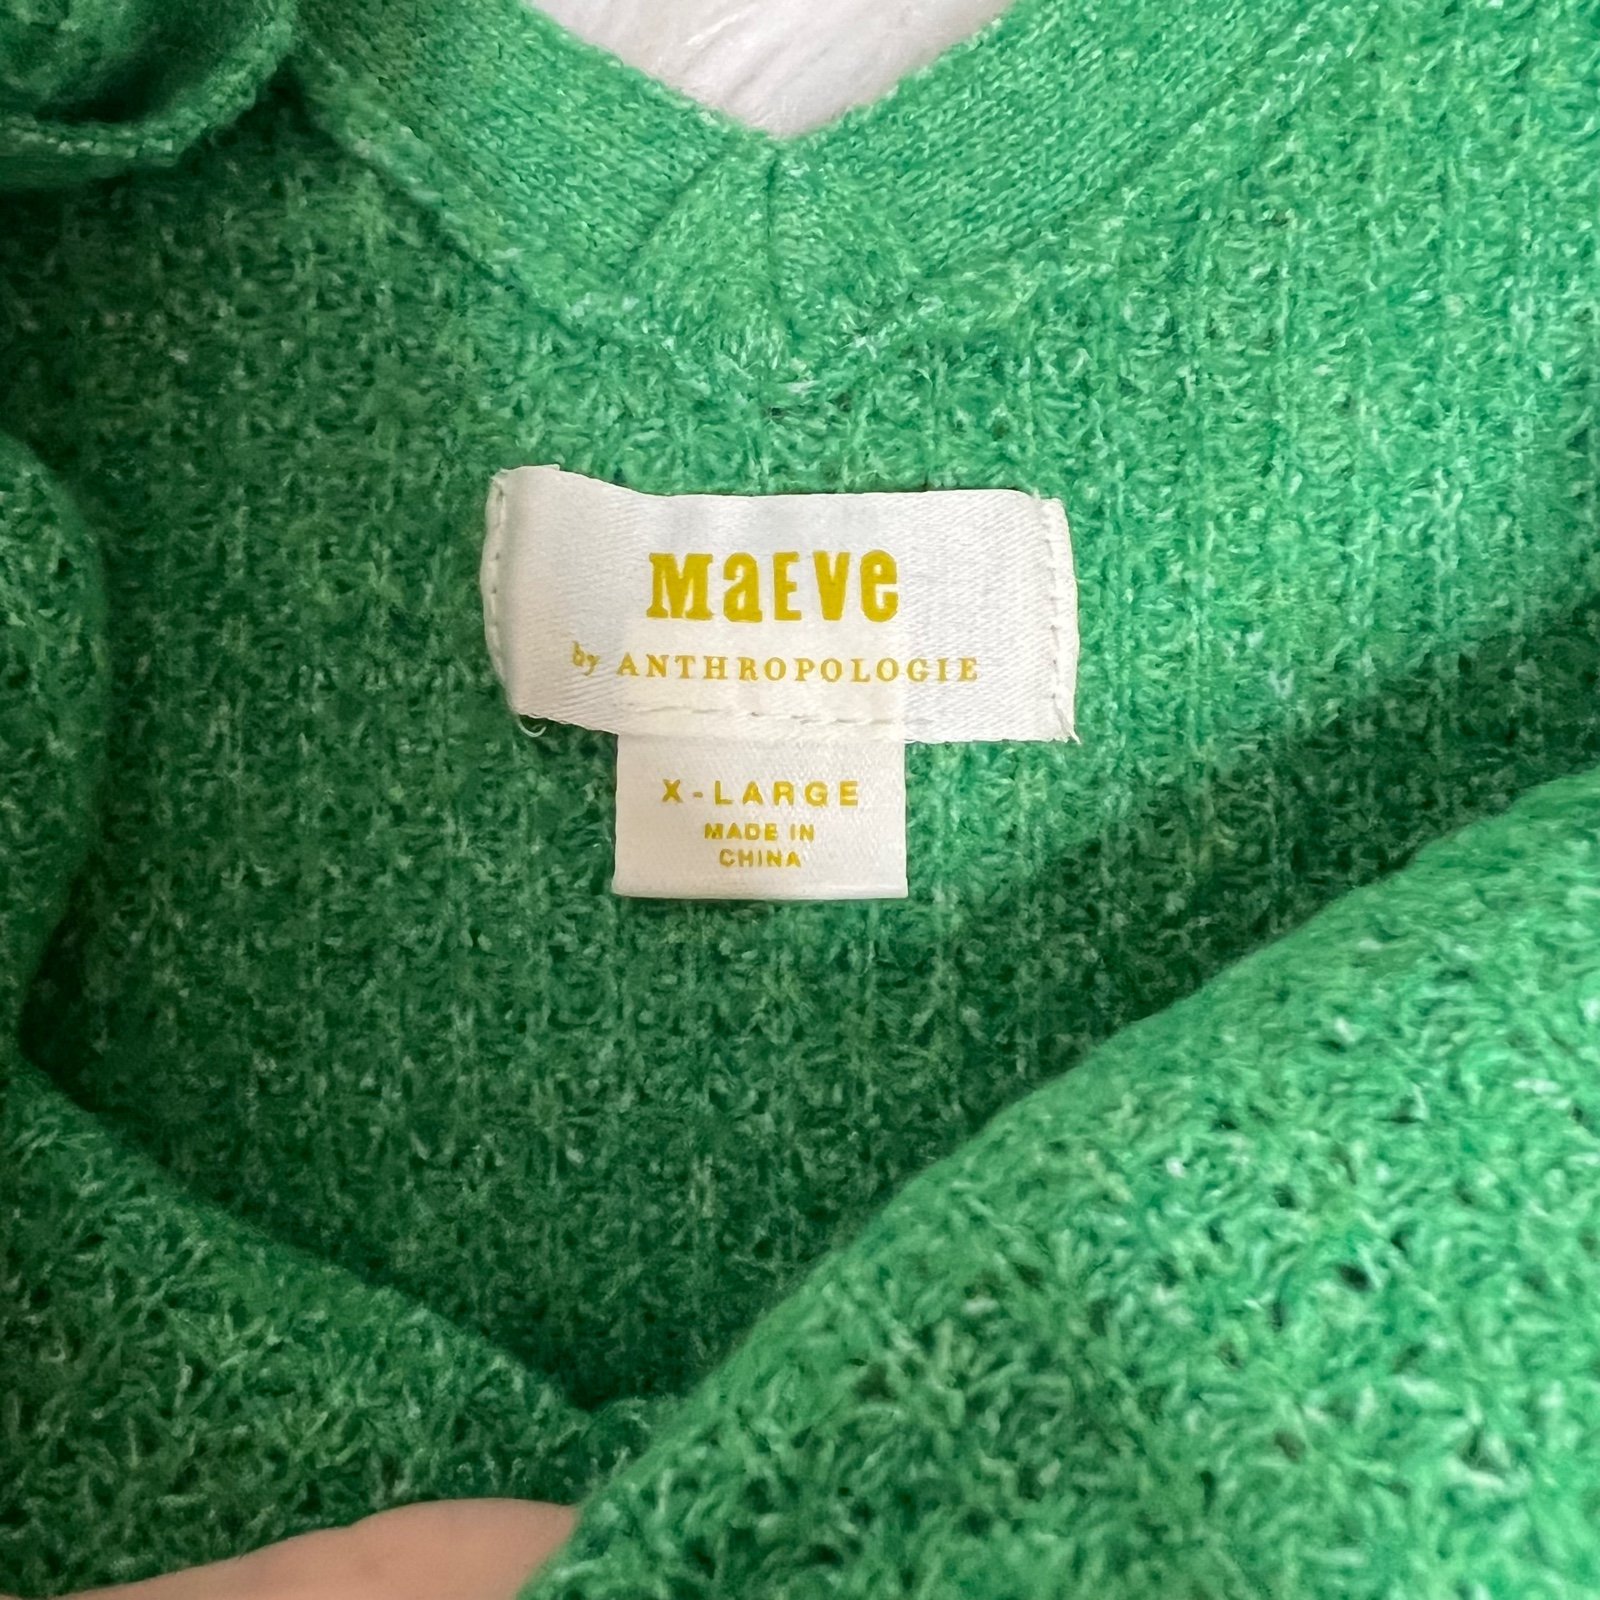 MaEVe
by ANTHROPOLOGIE
X-LARGE
MADE IN
CHINA